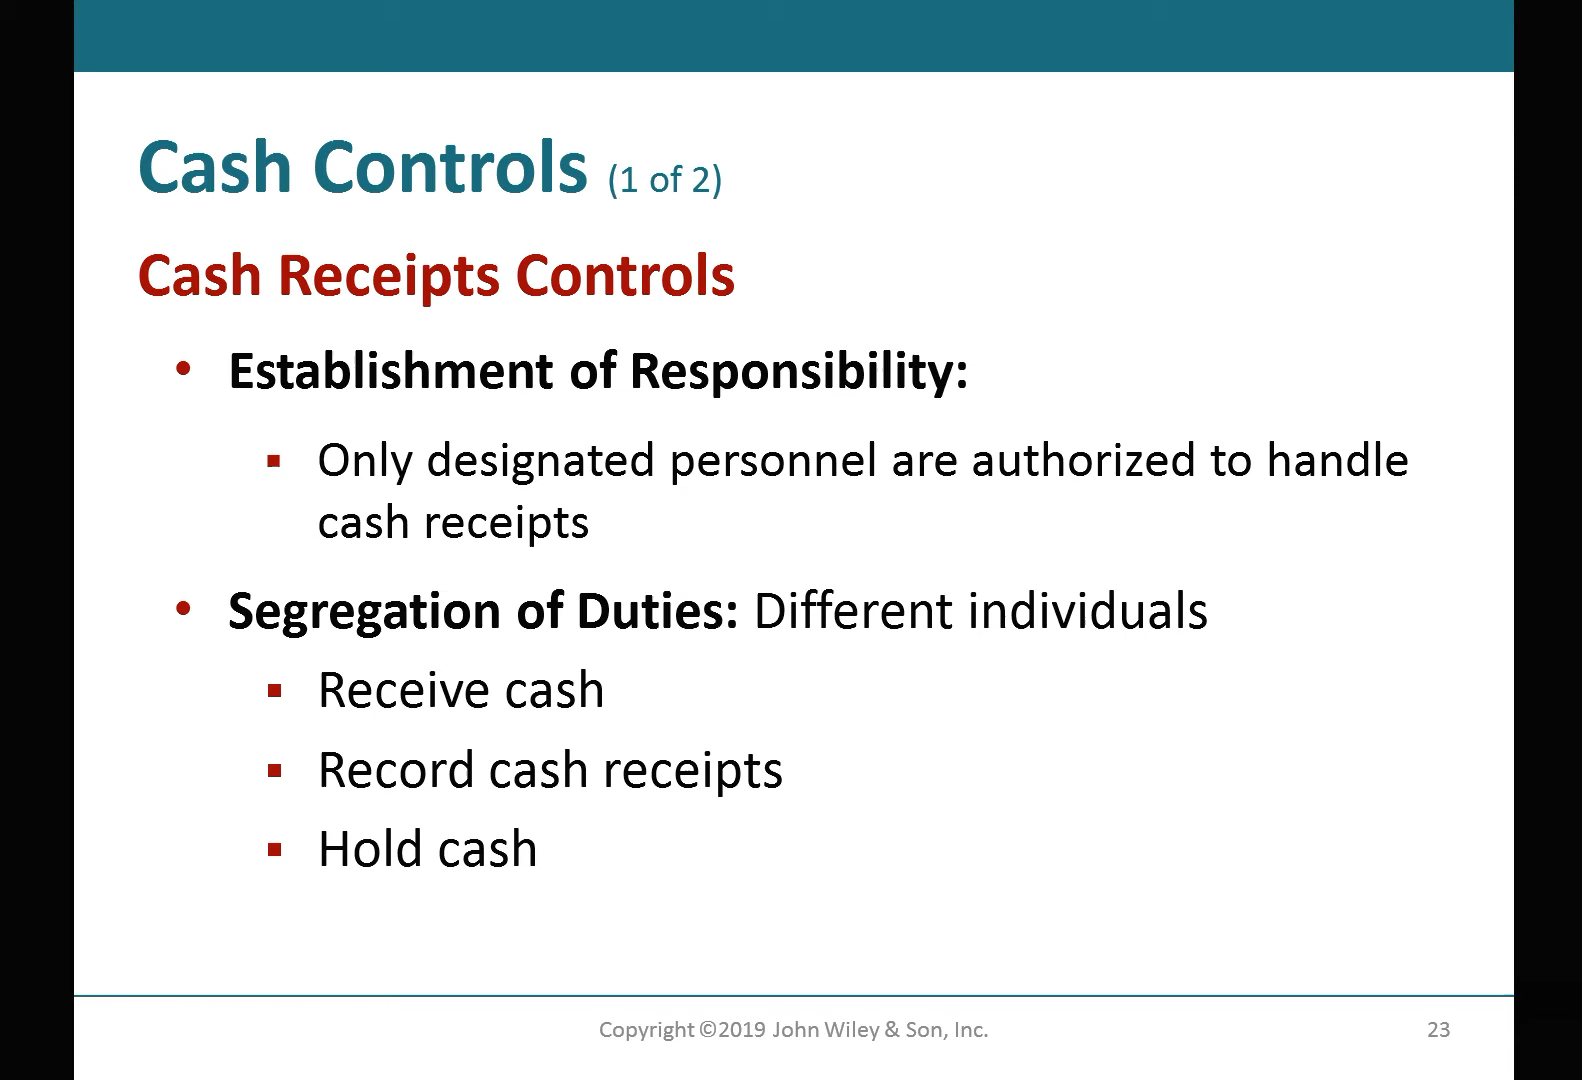 Cash Controls (1 of 2)
Cash Receipts Controls
• Establishment of Responsibility:
▪ Only designated personnel are authorized to handle
cash receipts
• Segregation of Duties: Different individuals
▪ Receive cash
▪ Record cash receipts
▪ Hold cash
Copyright ©2019 John Wiley & Son, Inc.
23